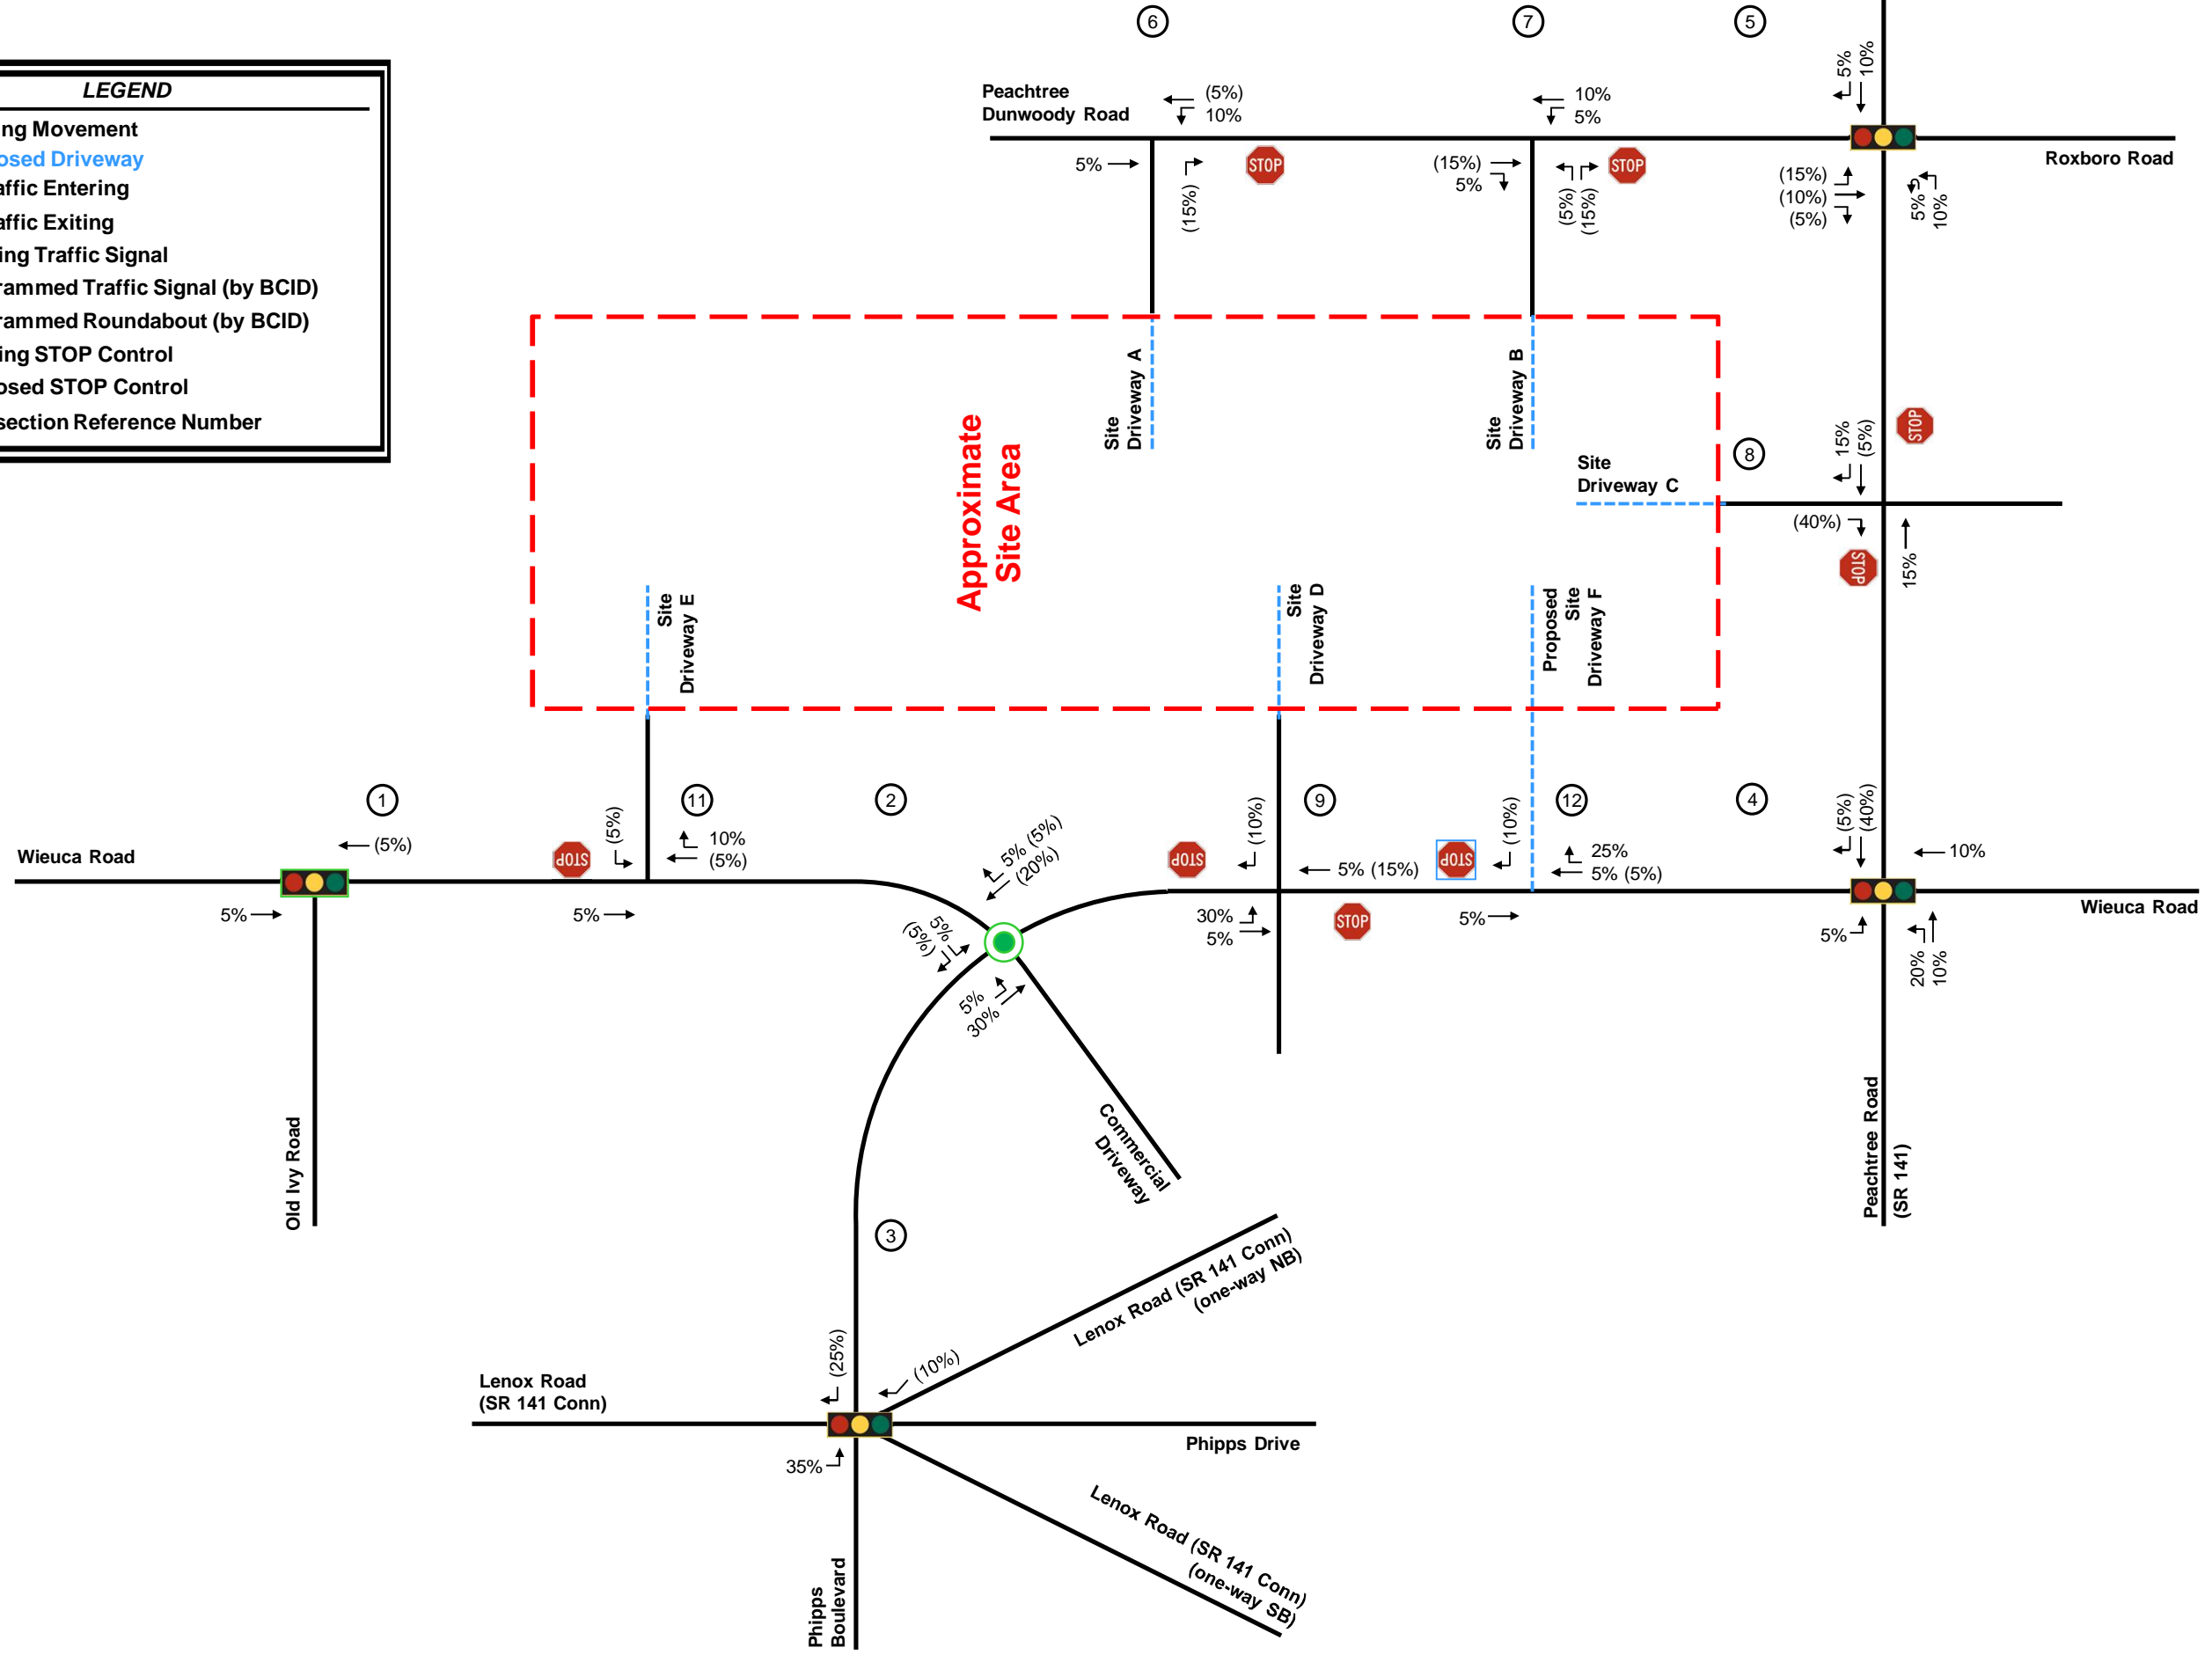 LEGEND
ing Movement
osed Driveway
affic Entering
affic Exiting
ing Traffic Signal
rammed Traffic Signal (by BCID)
rammed Roundabout (by BCID)
ing STOP Control
osed STOP Control
section Reference Number
6
7
5
Peachtree
Dunwoody Road
(5%)
10%
10%
5%
5%
10%
5%
(15%)
STOP
(15%)
5%
(5%)
(15%)
STOP
(15%)
(10%)
(5%)
5%
10%
Roxboro Road
Site
Driveway A
Site
Driveway B
Approximate
Site Area
Site
Driveway C
8
15%
(5%)
STOP
(40%)
STOP
15%
Site
Driveway E
Site
Driveway D
Proposed
Site
Driveway F
1
11
2
9
12
4
Wieuca Road
(5%)
5%
STOP
(5%)
10%
(5%)
5%
5% (5%)
(20%)
5%
(5%)
5%
30%
STOP
(10%)
5% (15%)
30%
5%
STOP
STOP
(10%)
25%
5% (5%)
5%
(5%)
(40%)
10%
5%
20%
10%
Wieuca Road
Old Ivy Road
Commercial
Driveway
Peachtree Road
(SR 141)
3
Lenox Road (SR 141 Conn)
(one-way NB)
Lenox Road
(SR 141 Conn)
(25%)
(10%)
35%
Phipps Drive
Lenox Road (SR 141 Conn)
(one-way SB)
Phipps
Boulevard